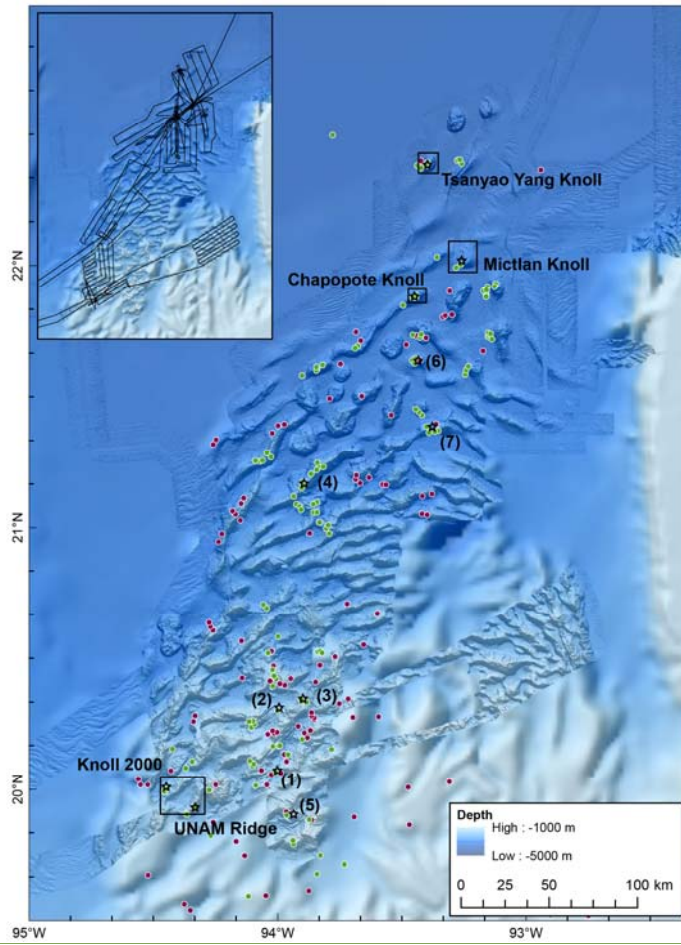 Tsanyao Yang Knoll
22°N
Mictlan Knoll
Chapopote Knoll
(6)
(7)
(4)
21°N
(3)
(2)
Knoll 2000
(1)
20°N
(5)
UNAM Ridge
Depth
High : -1000 m
Low : -5000 m
0 25 50 100 km
95°W 94°W 93°W